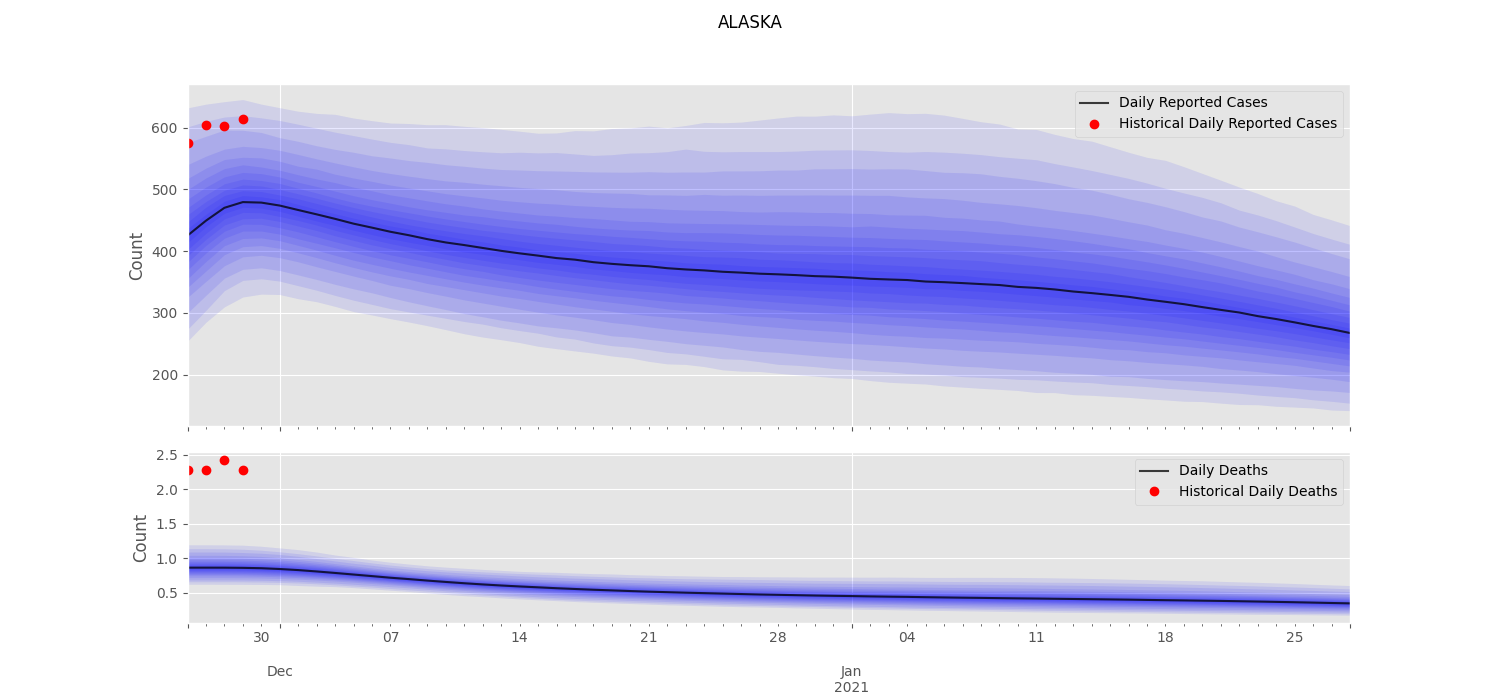 ALASKA
Daily Reported Cases
Historical Daily Reported Cases
Count
600
500
400
300
200
Daily Deaths
Historical Daily Deaths
Count
2.5
2.0
1.5
1.0
0.5
30 07 14 21 28 04 11 18 25
Dec Jan
2021